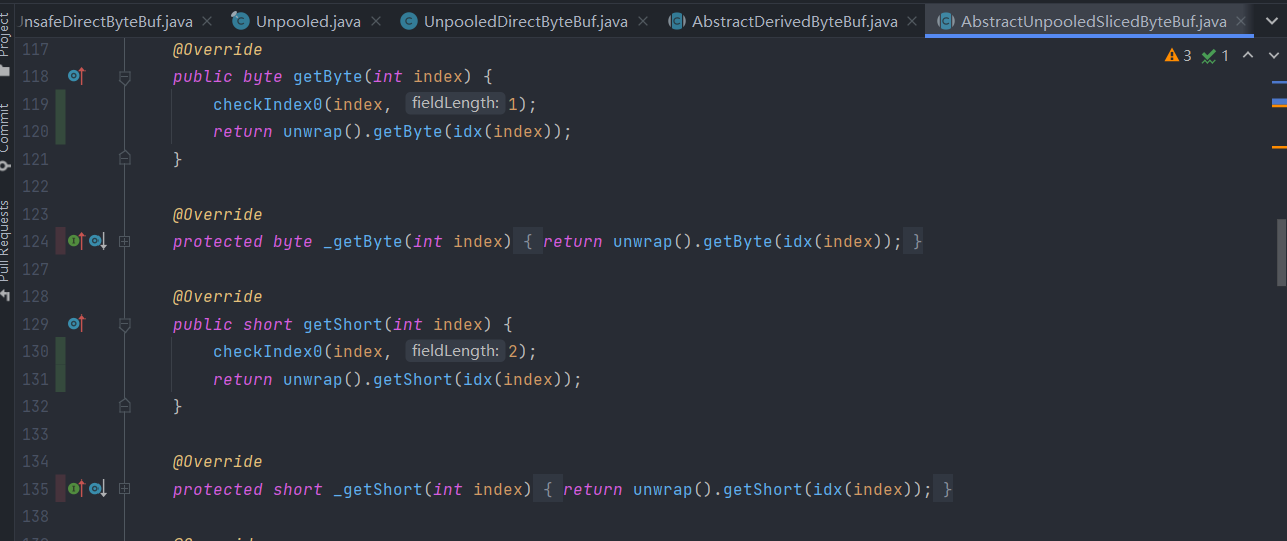 UnsafeDirectByteBuf.java Unpooled.java UnpooledDirectByteBuf.java AbstractDerivedByteBuf.java AbstractUnpooledSlicedByteBuf.java
Project
Commit
Pull Requests
3 1
117 @Override
118 public byte getByte(int index) {
119 checkIndex0(index, fieldLength: 1);
120 return unwrap().getByte(idx(index));
121 }
122
123 @Override
124 protected byte _getByte(int index) { return unwrap().getByte(idx(index)); }
127
128 @Override
129 public short getShort(int index) {
130 checkIndex0(index, fieldLength: 2);
131 return unwrap().getShort(idx(index));
132 }
133
134 @Override
135 protected short _getShort(int index) { return unwrap().getShort(idx(index)); }
138